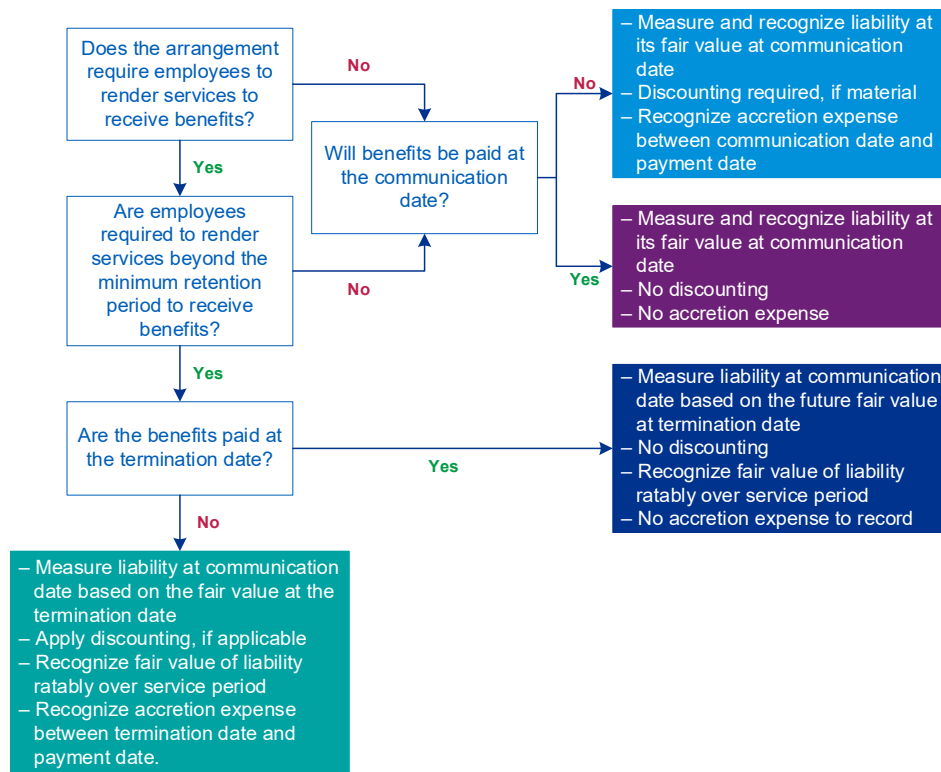 Does the arrangement
require employees to
render services to
receive benefits?
No
Yes
Are employees
required to render
services beyond the
minimum retention
period to receive
benefits?
No
Yes
Will benefits be paid at
the communication
date?
No
Yes
– Measure and recognize liability at
its fair value at communication
date
– Discounting required, if material
– Recognize accretion expense
between communication date and
payment date
– Measure and recognize liability at
its fair value at communication
date
– No discounting
– No accretion expense
Are the benefits paid at
the termination date?
Yes
No
– Measure liability at communication
date based on the future fair value
at termination date
– No discounting
– Recognize fair value of liability
ratably over service period
– No accretion expense to record
– Measure liability at communication
date based on the fair value at the
termination date
– Apply discounting, if applicable
– Recognize fair value of liability
ratably over service period
– Recognize accretion expense
between termination date and
payment date.